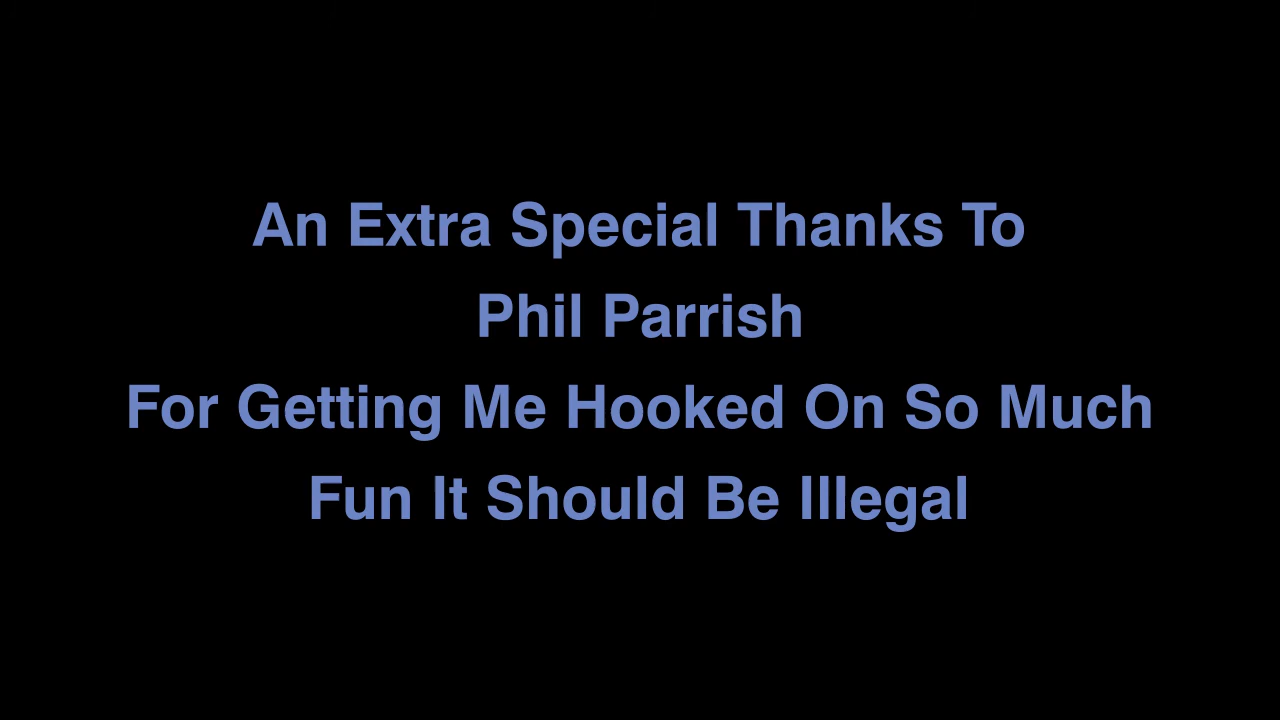 An Extra Special Thanks To
Phil Parrish
For Getting Me Hooked On So Much
Fun It Should Be Illegal